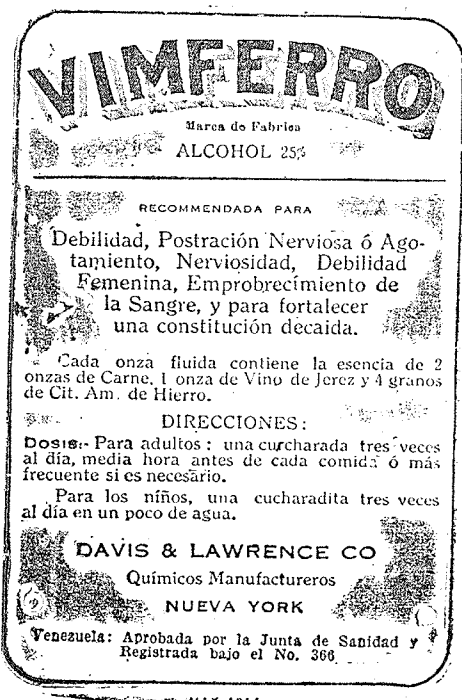 VIMFERRO
Marca de Fabrica
ALCOHOL 25%
RECOMMENDADA PARA
Debilidad, Postración Nerviosa ó Ago-
tamiento, Nerviosidad, Debilidad
Femenina, Emprobrecimiento de
la Sangre, y para fortalecer
una constitución decaida.
Cada onza fluida contiene la esencia de 2
onzas de Carne, 1 onza de Vino de Jerez y 4 granos
de Cit. Am. de Hierro.
DIRECCIONES:
DOSIS:- Para adultos: una curcharada tres veces
al día, media hora antes de cada comida ó más
frecuente si es necesario.
Para los niños, una cucharadita tres veces
al día en un poco de agua.
DAVIS & LAWRENCE CO
Químicos Manufactureros
NUEVA YORK
Venezuela: Aprobada por la Junta de Sanidad y
Registrada bajo el No. 366